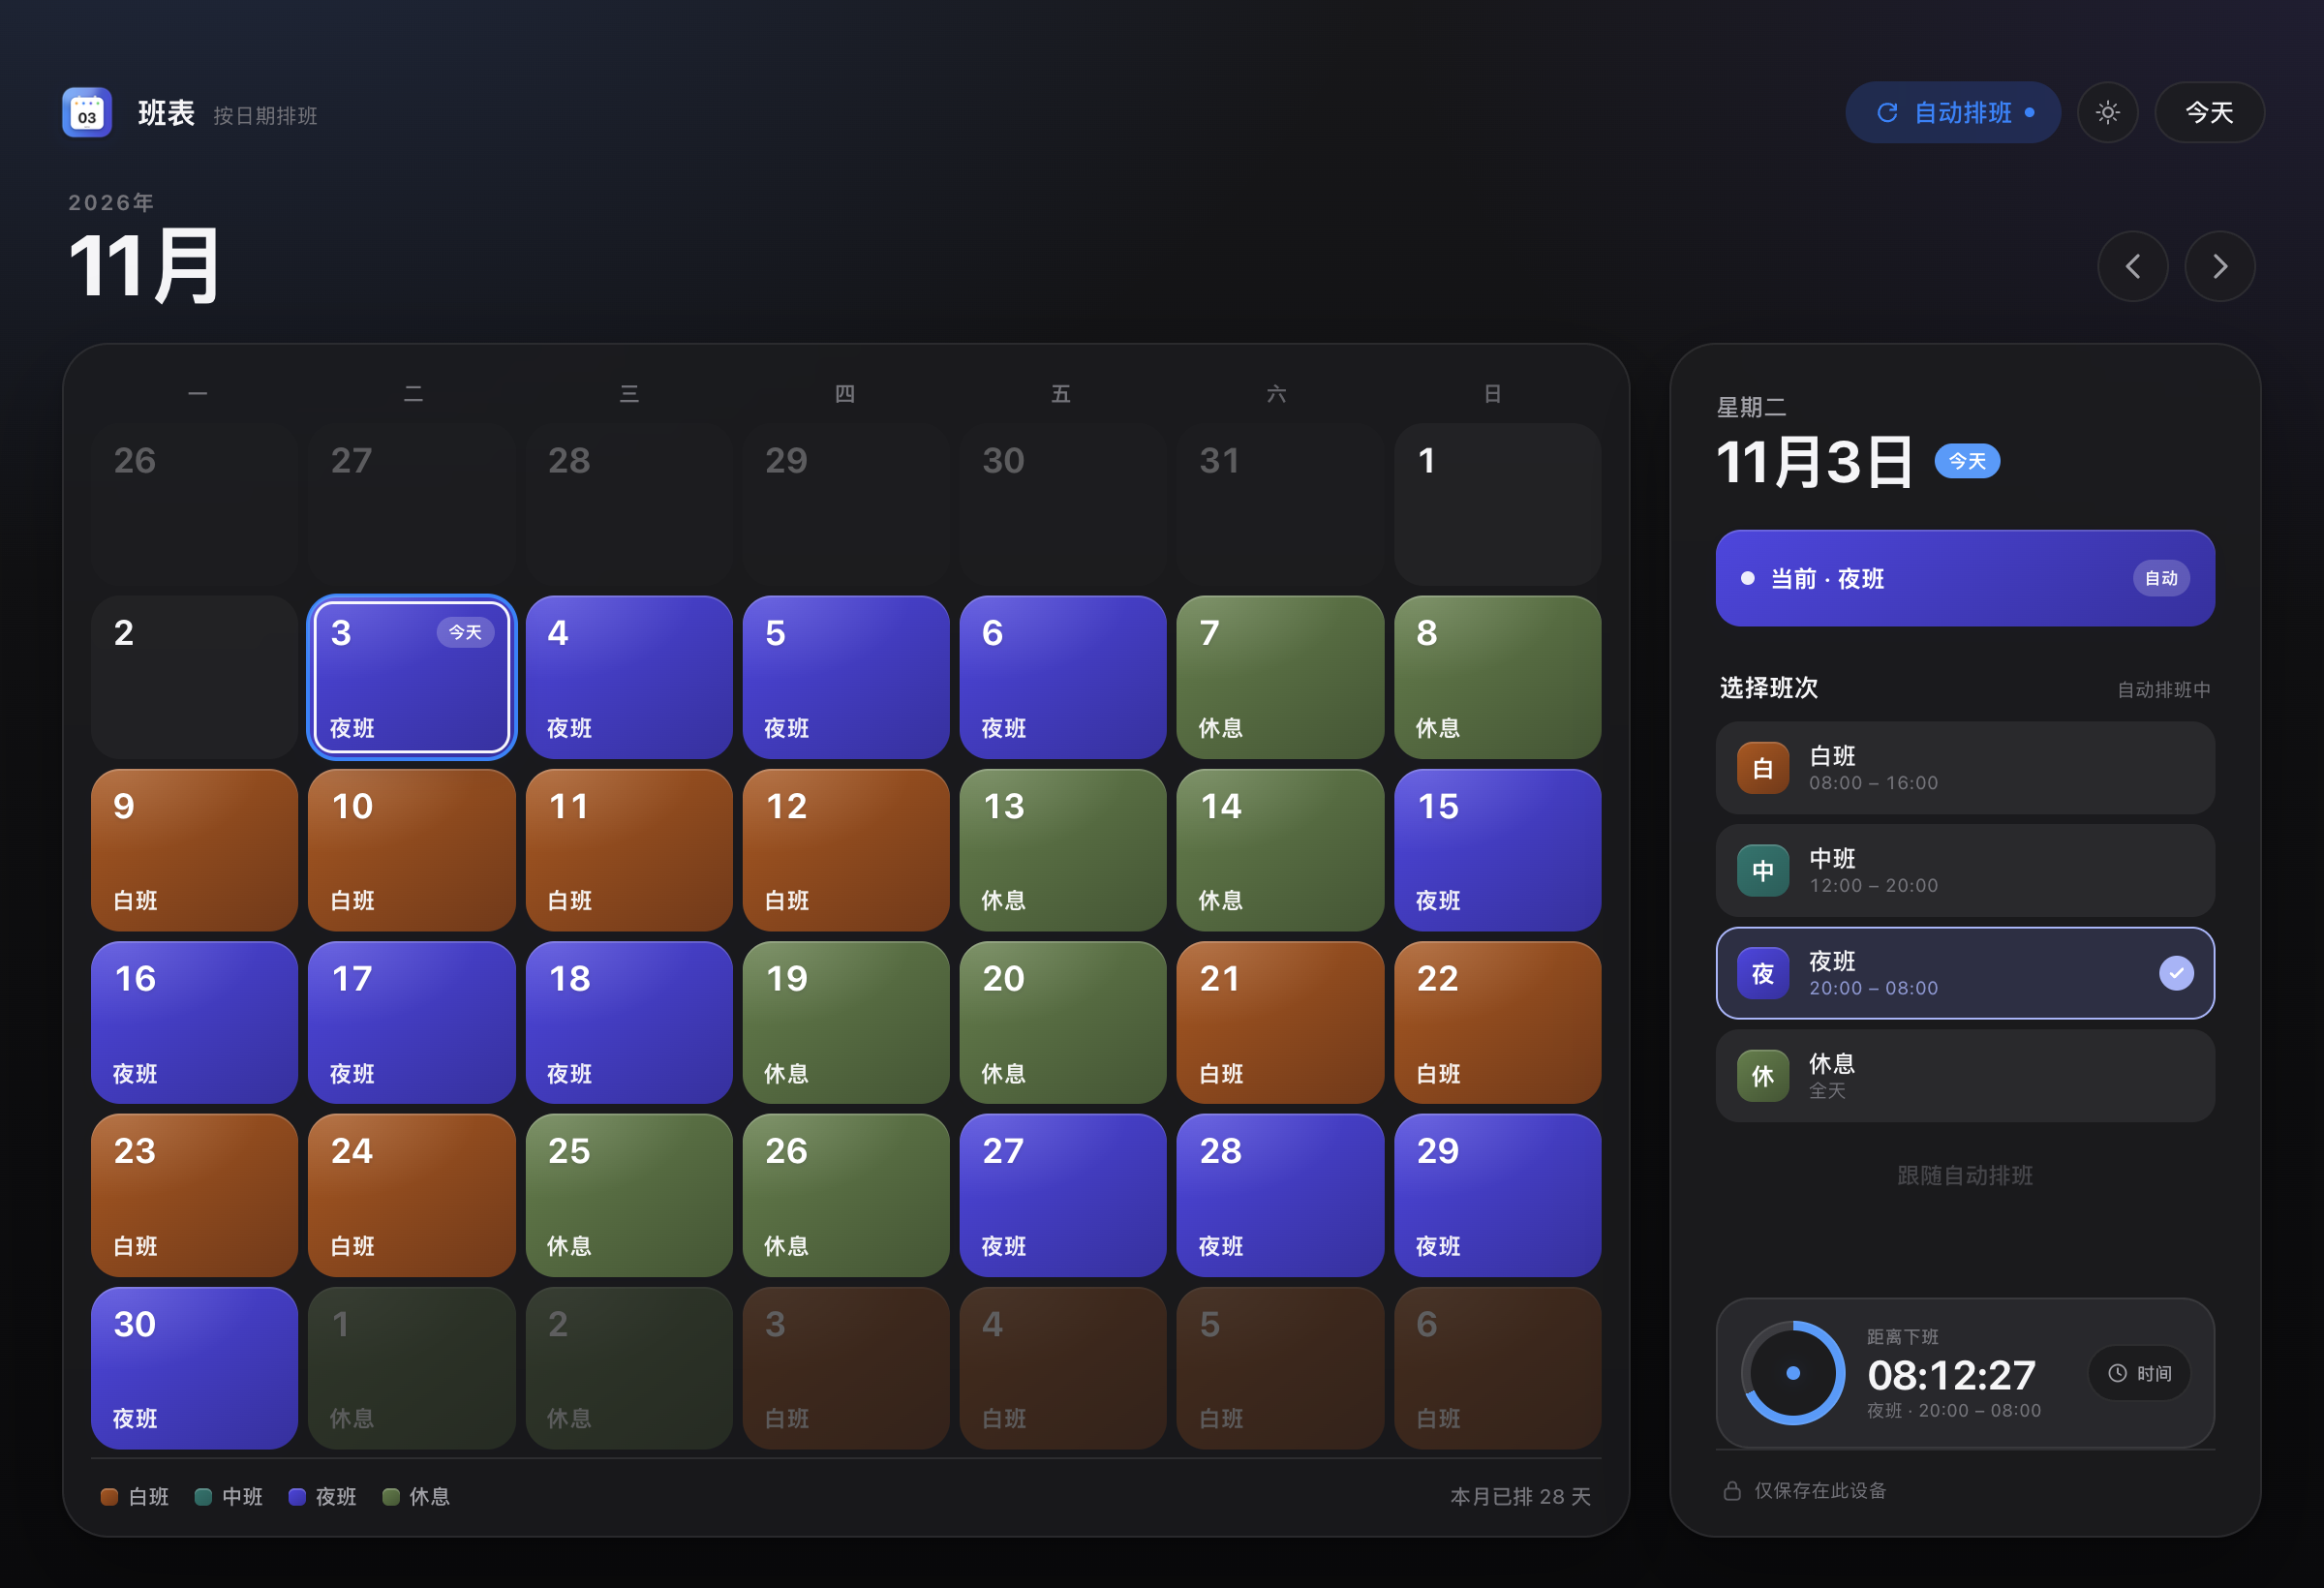 03
班表 按日期排班
自动排班
今天
2026年
11月
一 二 三 四 五 六 日
26 27 28 29 30 31 1
2 3 今天 4 5 6 7 8
夜班 夜班 夜班 夜班 休息 休息
9 10 11 12 13 14 15
白班 白班 白班 白班 休息 休息 夜班
16 17 18 19 20 21 22
夜班 夜班 夜班 休息 休息 白班 白班
23 24 25 26 27 28 29
白班 白班 休息 休息 夜班 夜班 夜班
30 1 2 3 4 5 6
夜班 休息 休息 白班 白班 白班 白班
白班 中班 夜班 休息 本月已排 28 天
星期二
11月3日 今天
当前 · 夜班 自动
选择班次 自动排班中
白 白班
08:00 – 16:00
中 中班
12:00 – 20:00
夜 夜班
20:00 – 08:00
休 休息
全天
跟随自动排班
距离下班
08:12:27
夜班 · 20:00 – 08:00
时间
仅保存在此设备